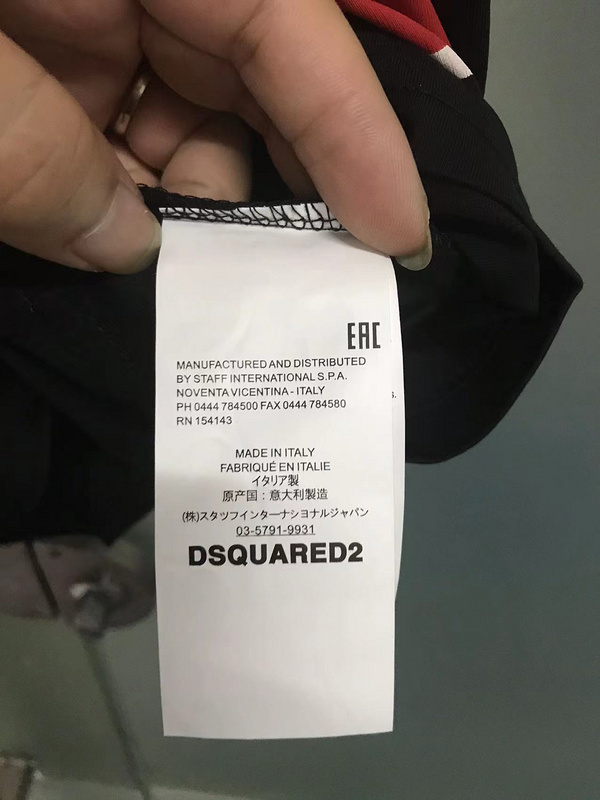 EAC
MANUFACTURED AND DISTRIBUTED
BY STAFF INTERNATIONAL S.P.A.
NOVENTA VICENTINA - ITALY
PH 0444 784500 FAX 0444 784580
RN 154143
MADE IN ITALY
FABRIQUÉ EN ITALIE
イタリア製
原产国：意大利製造
(株)スタッフインターナショナルジャパン
03-5791-9931
DSQUARED2